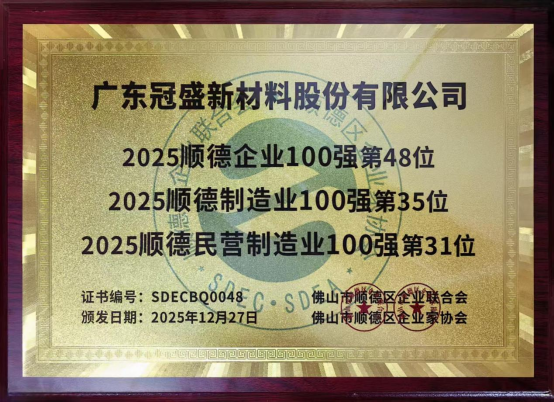 广东冠盛新材料股份有限公司
2025顺德企业100强第48位
2025顺德制造业100强第35位
2025顺德民营制造业100强第31位
证书编号：SDECBQ0048
佛山市顺德区企业联合会
颁发日期：2025年12月27日
佛山市顺德区企业家协会
SDEC·SDEA